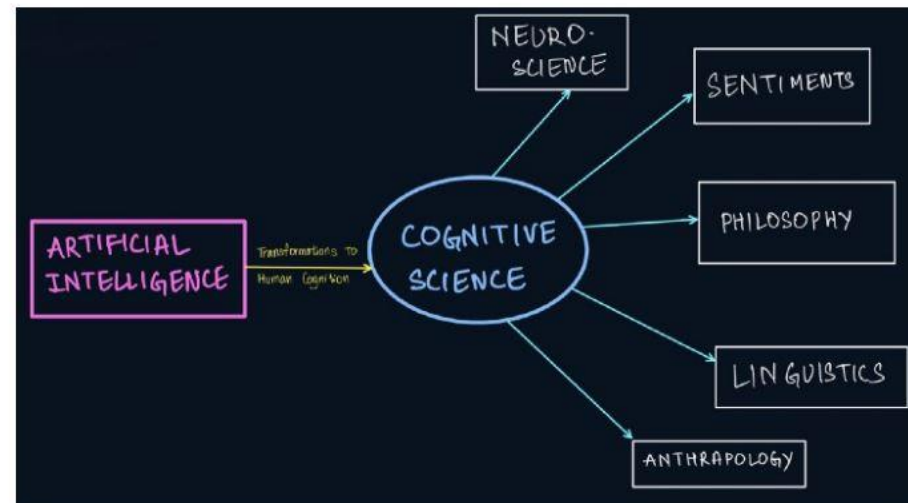 NEURO-
SCIENCE
SENTIMENTS
PHILOSOPHY
ARTIFICIAL
INTELLIGENCE
Transformations To
Human Cognition
COGNITIVE
SCIENCE
LINGUISTICS
ANTHRAPOLOGY